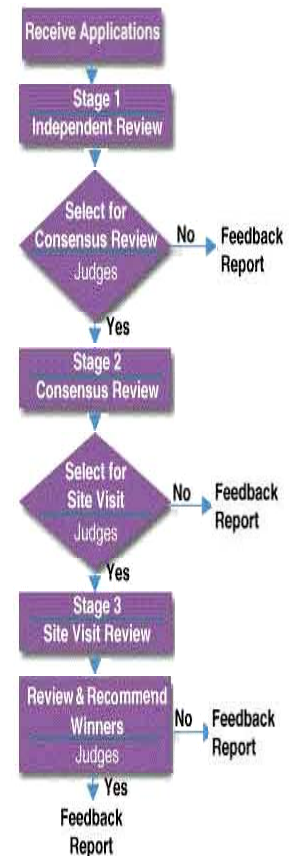 Receive Applications
Stage 1
Independent Review
Select for
Consensus Review
Judges
No
Feedback
Report
Yes
Stage 2
Consensus Review
Select for
Site Visit
Judges
No
Feedback
Report
Yes
Stage 3
Site Visit Review
Review & Recommend
Winners
Judges
No
Feedback
Report
Yes
Feedback
Report